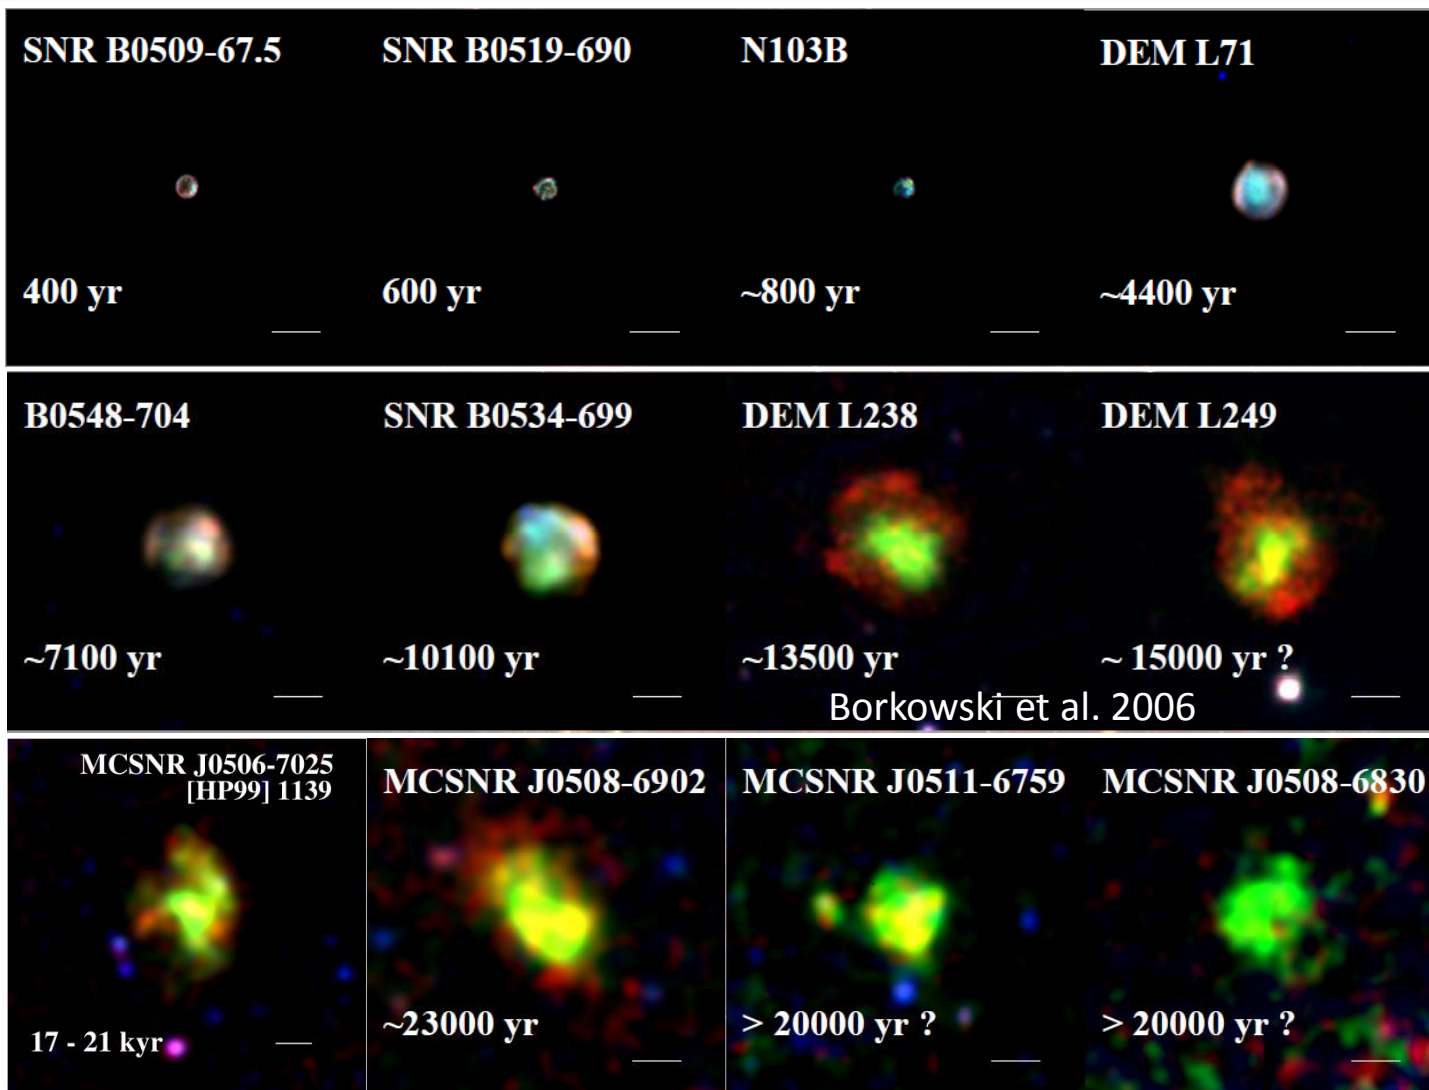 SNR B0509-67.5
SNR B0519-690
N103B
DEM L71
400 yr
600 yr
~800 yr
~4400 yr
B0548-704
SNR B0534-699
DEM L238
DEM L249
~7100 yr
~10100 yr
~13500 yr
~ 15000 yr ?
Borkowski et al. 2006
MCSNR J0506-7025
[HP99] 1139
MCSNR J0508-6902
MCSNR J0511-6759
MCSNR J0508-6830
17 - 21 kyr
~23000 yr
> 20000 yr ?
> 20000 yr ?